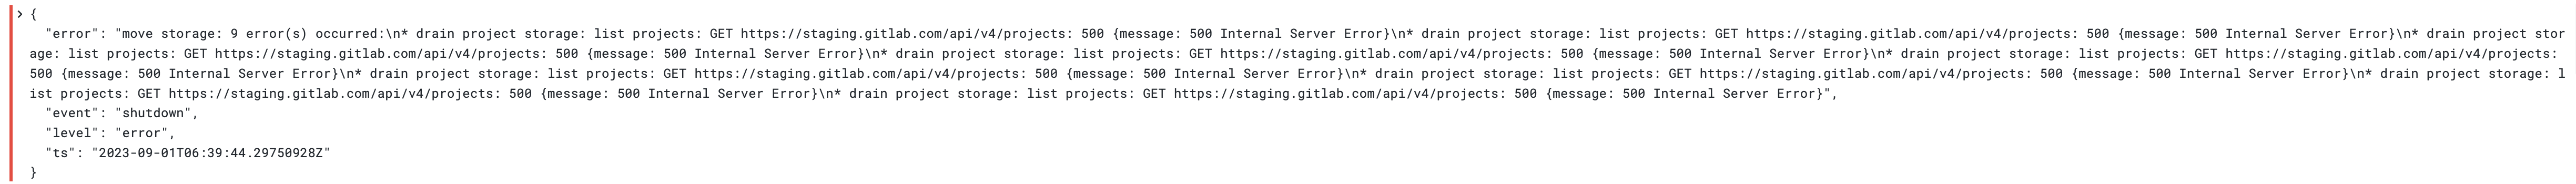 > {
"error": "move storage: 9 error(s) occurred:\n* drain project storage: list projects: GET https://staging.gitlab.com/api/v4/projects: 500 {message: 500 Internal Server Error}\n* drain project storage: list projects: GET https://staging.gitlab.com/api/v4/projects: 500 {message: 500 Internal Server Error}\n* drain project stor
age: list projects: GET https://staging.gitlab.com/api/v4/projects: 500 {message: 500 Internal Server Error}\n* drain project storage: list projects: GET https://staging.gitlab.com/api/v4/projects: 500 {message: 500 Internal Server Error}\n* drain project storage: list projects: GET https://staging.gitlab.com/api/v4/projects:
500 {message: 500 Internal Server Error}\n* drain project storage: list projects: GET https://staging.gitlab.com/api/v4/projects: 500 {message: 500 Internal Server Error}\n* drain project storage: list projects: GET https://staging.gitlab.com/api/v4/projects: 500 {message: 500 Internal Server Error}\n* drain project storage: l
ist projects: GET https://staging.gitlab.com/api/v4/projects: 500 {message: 500 Internal Server Error}\n* drain project storage: list projects: GET https://staging.gitlab.com/api/v4/projects: 500 {message: 500 Internal Server Error}",
"event": "shutdown",
"level": "error",
"ts": "2023-09-01T06:39:44.29750928Z"
}